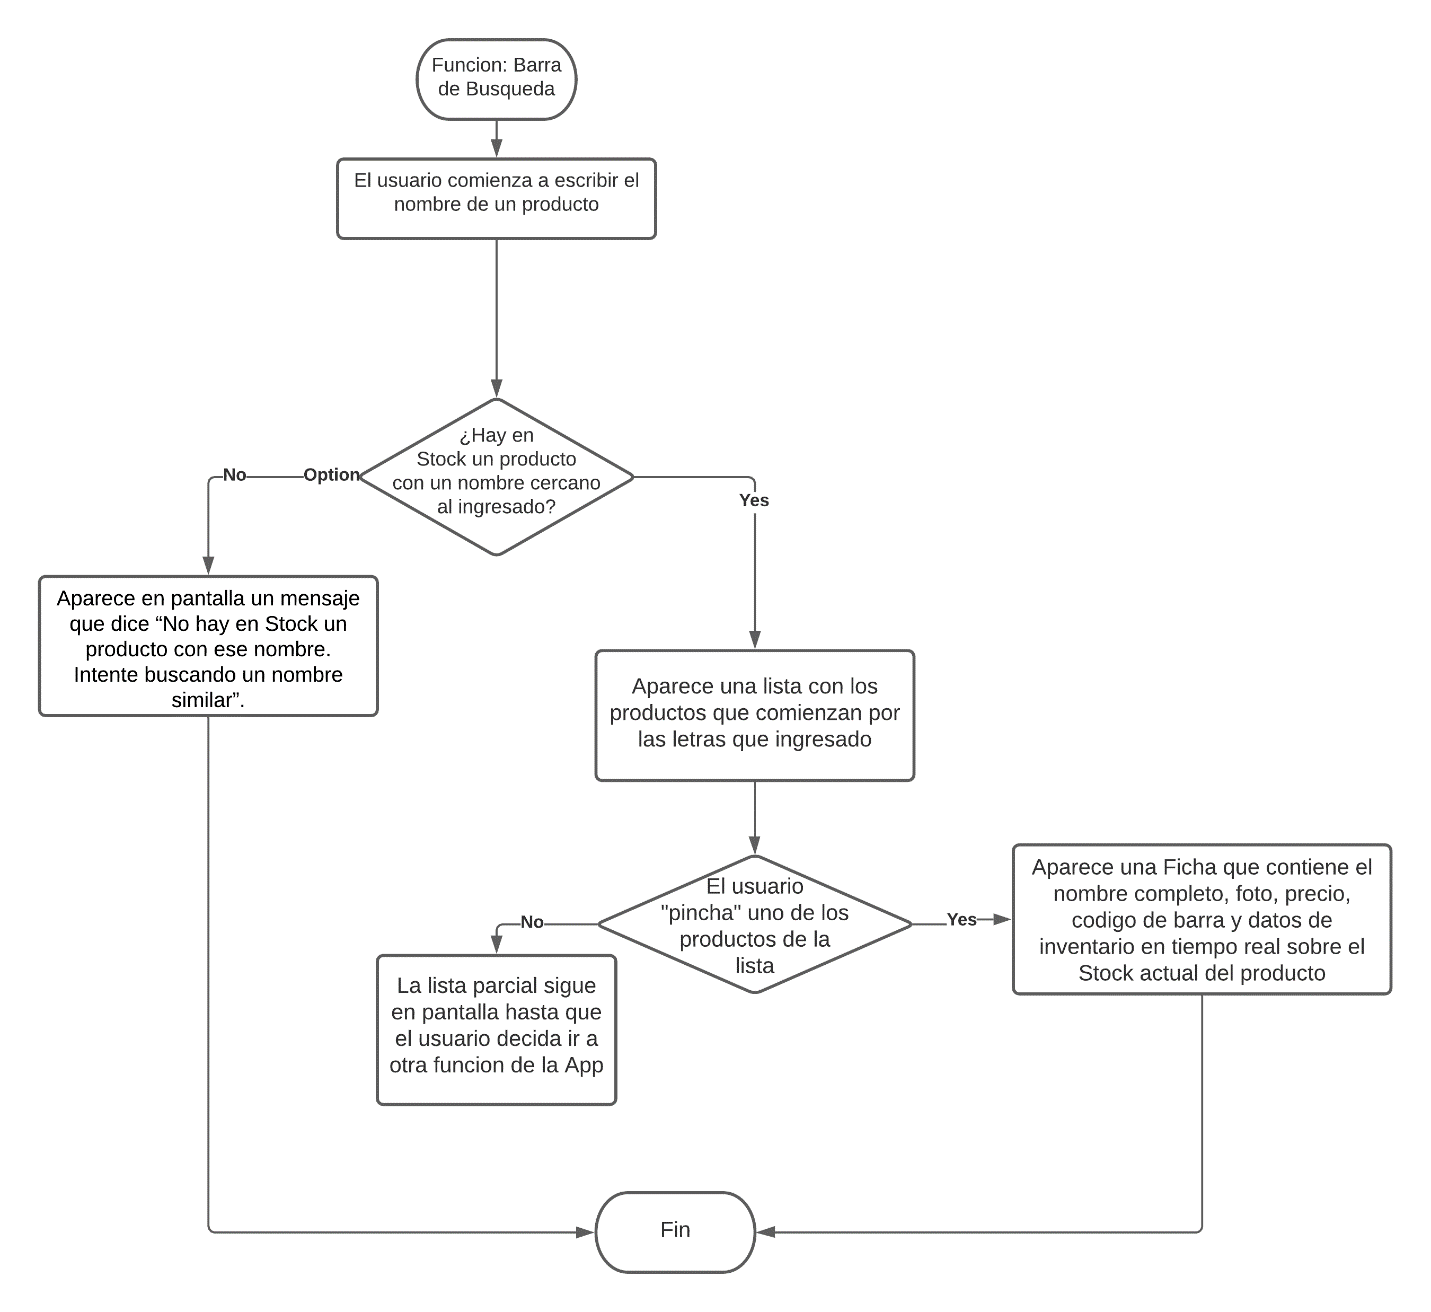 Funcion: Barra
de Busqueda
El usuario comienza a escribir el
nombre de un producto
¿Hay en
Stock un producto
con un nombre cercano
al ingresado?
No
Option
Yes
Aparece en pantalla un mensaje
que dice “No hay en Stock un
producto con ese nombre.
Intente buscando un nombre
similar”.
Aparece una lista con los
productos que comienzan por
las letras que ingresado
El usuario
"pincha" uno de los
productos de la
lista
No
Yes
La lista parcial sigue
en pantalla hasta que
el usuario decida ir a
otra funcion de la App
Aparece una Ficha que contiene el
nombre completo, foto, precio,
codigo de barra y datos de
inventario en tiempo real sobre el
Stock actual del producto
Fin